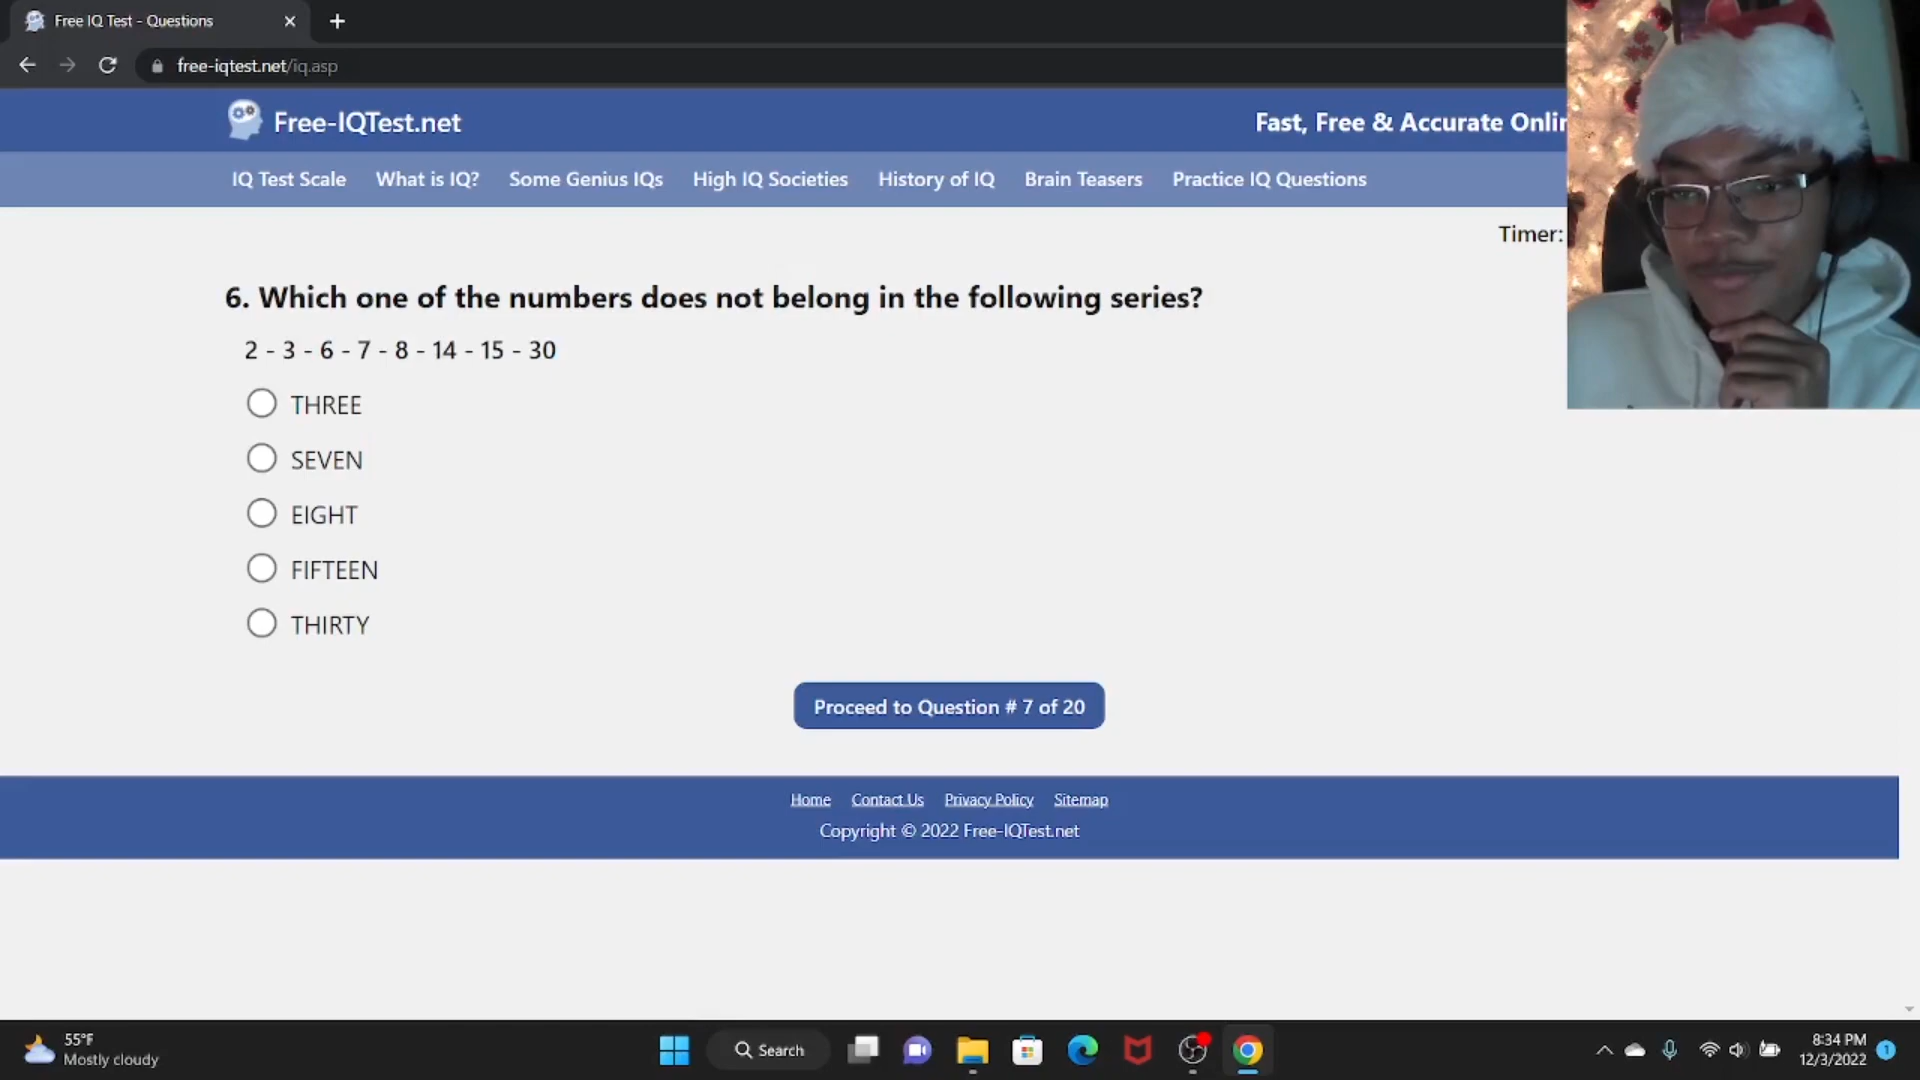 Free IQ Test - Questions
free-iqtest.net/iq.asp
Free-IQTest.net
Fast, Free & Accurate Onlin
IQ Test Scale What is IQ? Some Genius IQs High IQ Societies History of IQ Brain Teasers Practice IQ Questions
Timer:
6. Which one of the numbers does not belong in the following series?
2 - 3 - 6 - 7 - 8 - 14 - 15 - 30
THREE
SEVEN
EIGHT
FIFTEEN
THIRTY
Proceed to Question # 7 of 20
Home Contact Us Privacy Policy Sitemap
Copyright © 2022 Free-IQTest.net
55°F
Mostly cloudy
Search
8:34 PM
12/3/2022
1